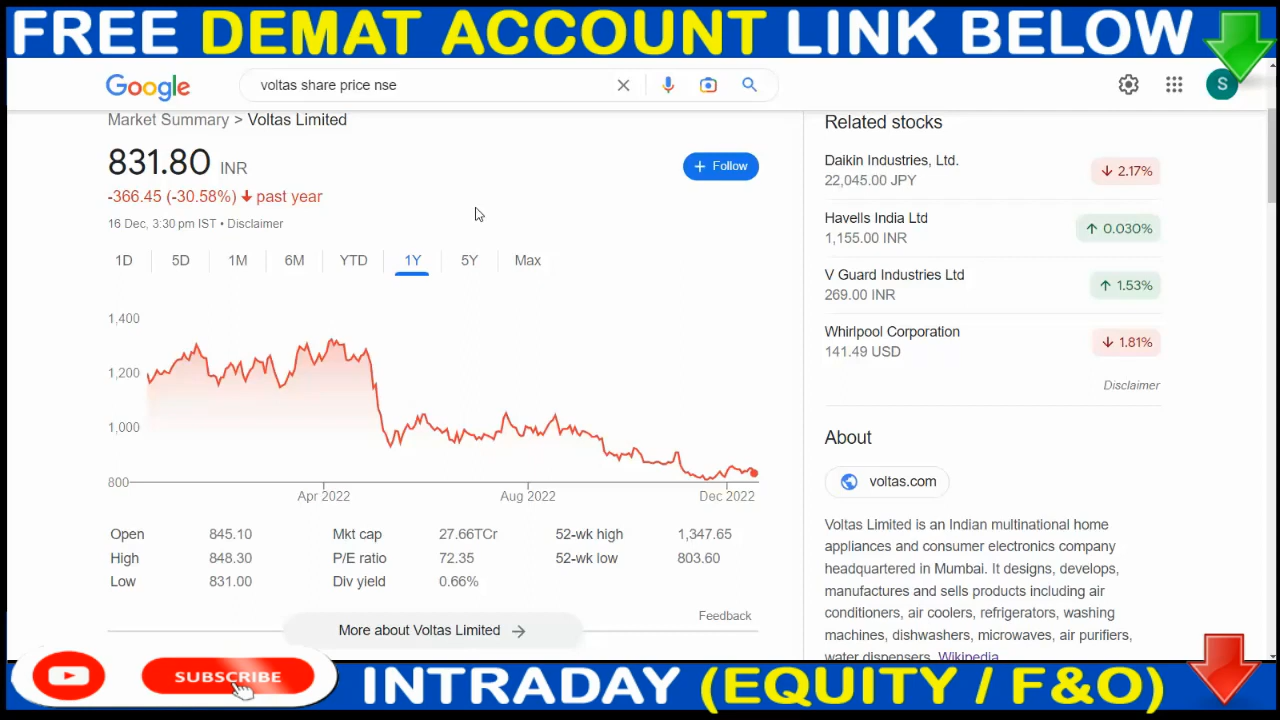 FREE DEMAT ACCOUNT LINK BELOW
Google
voltas share price nse
S
Market Summary > Voltas Limited
831.80 INR
+ Follow
-366.45 (-30.58%) ↓ past year
16 Dec, 3:30 pm IST • Disclaimer
1D 5D 1M 6M YTD 1Y 5Y Max
1,400
1,200
1,000
800
Apr 2022 Aug 2022 Dec 2022
Open 845.10 Mkt cap 27.66TCr 52-wk high 1,347.65
High 848.30 P/E ratio 72.35 52-wk low 803.60
Low 831.00 Div yield 0.66%
Feedback
More about Voltas Limited →
Related stocks
Daikin Industries, Ltd.
22,045.00 JPY
↓ 2.17%
Havells India Ltd
1,155.00 INR
↑ 0.030%
V Guard Industries Ltd
269.00 INR
↑ 1.53%
Whirlpool Corporation
141.49 USD
↓ 1.81%
Disclaimer
About
voltas.com
Voltas Limited is an Indian multinational home
appliances and consumer electronics company
headquartered in Mumbai. It designs, develops,
manufactures and sells products including air
conditioners, air coolers, refrigerators, washing
machines, dishwashers, microwaves, air purifiers,
water dispensers. Wikipedia
SUBSCRIBE
INTRADAY (EQUITY / F&O)